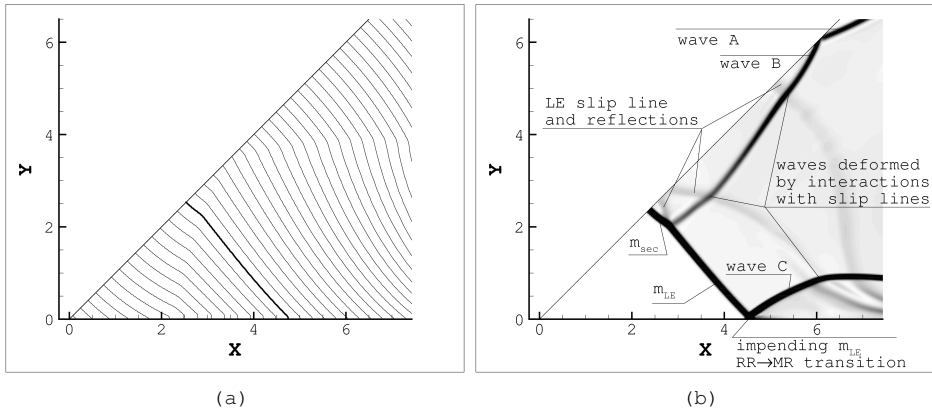 6
4
2
0
0
2
4
6
Y
X
(a)
6
4
2
0
0
2
4
6
Y
X
wave A
wave B
LE slip line
and reflections
waves deformed
by interactions
with slip lines
m_sec
wave C
m_LE
impending m_LE
RR→MR transition
(b)